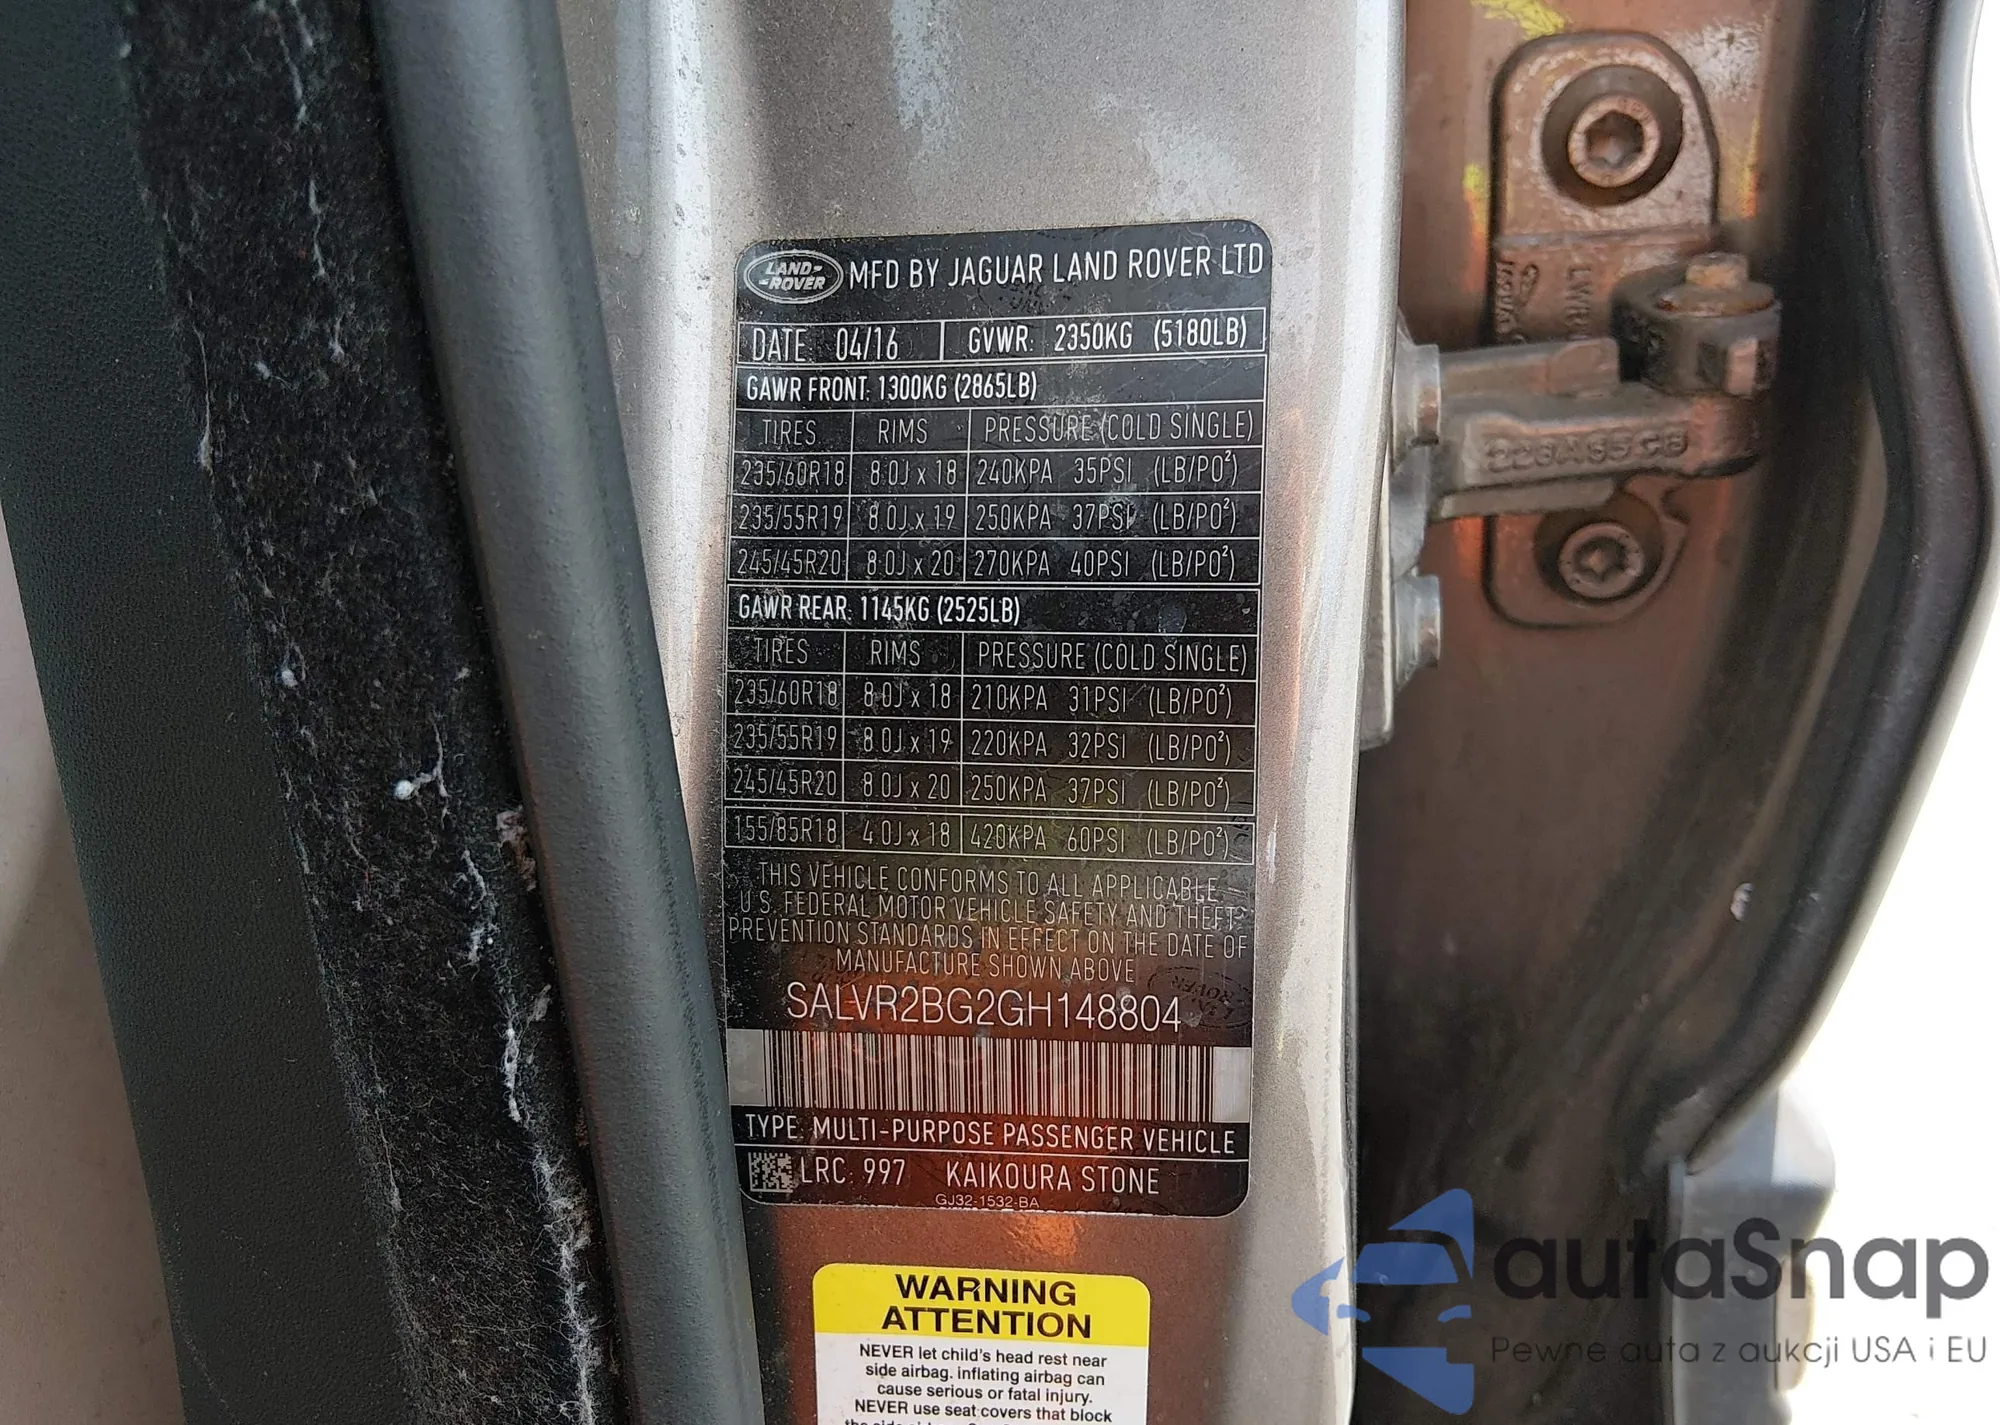 LAND-
-ROVER
MFD BY JAGUAR LAND ROVER LTD
DATE 04/16 GVWR: 2350KG (5180LB)
GAWR FRONT: 1300KG (2865LB)
TIRES RIMS PRESSURE (COLD SINGLE)
235/60R18 8.0J x 18 240KPA 35PSI (LB/PO²)
235/55R19 8.0J x 19 250KPA 37PSI (LB/PO²)
245/45R20 8.0J x 20 270KPA 40PSI (LB/PO²)
GAWR REAR: 1145KG (2525LB)
TIRES RIMS PRESSURE (COLD SINGLE)
235/60R18 8.0J x 18 210KPA 31PSI (LB/PO²)
235/55R19 8.0J x 19 220KPA 32PSI (LB/PO²)
245/45R20 8.0J x 20 250KPA 37PSI (LB/PO²)
155/85R18 4.0J x 18 420KPA 60PSI (LB/PO²)
THIS VEHICLE CONFORMS TO ALL APPLICABLE
U.S. FEDERAL MOTOR VEHICLE SAFETY AND THEFT
PREVENTION STANDARDS IN EFFECT ON THE DATE OF
MANUFACTURE SHOWN ABOVE
SALVR2BG2GH148804
TYPE: MULTI-PURPOSE PASSENGER VEHICLE
LRC: 997 KAIKOURA STONE
GJ32-1532-BA
WARNING
ATTENTION
NEVER let child's head rest near
side airbag. inflating airbag can
cause serious or fatal injury.
NEVER use seat covers that block
autaSnap
Pewne auta z aukcji USA i EU